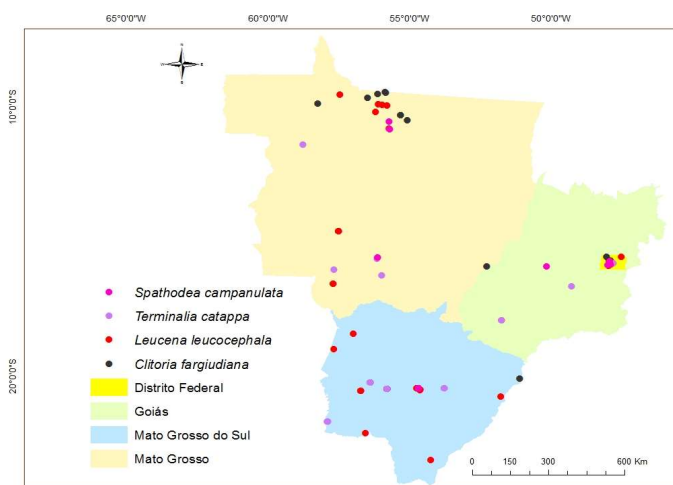 65°0'0"W 60°0'0"W 55°0'0"W 50°0'0"W
10°0'0"S
20°0'0"S
Spathodea campanulata
Terminalia catappa
Leucena leucocephala
Clitoria fargiudiana
Distrito Federal
Goiás
Mato Grosso do Sul
Mato Grosso
0 110 300 450 600 Km